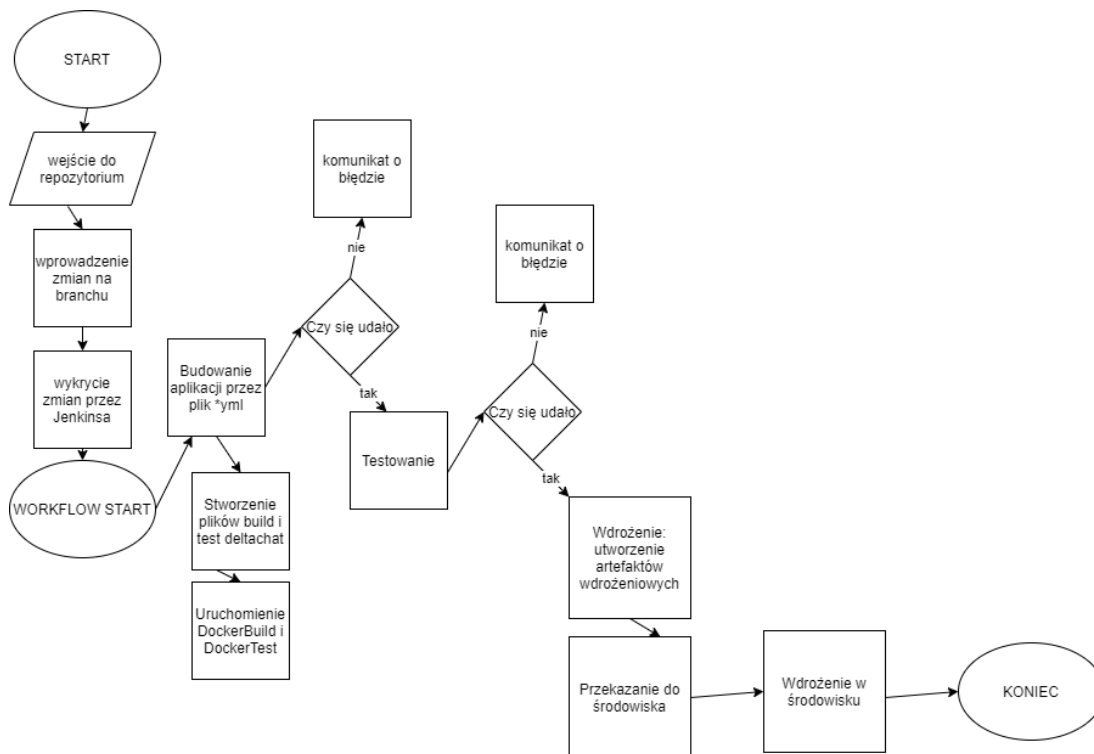 START
wejście do
repozytorium
wprowadzenie
zmian na
branchu
wykrycie
zmian przez
Jenkinsa
WORKFLOW START
Budowanie
aplikacji przez
plik *yml
Stworzenie
plików build i
test deltachat
Uruchomienie
DockerBuild i
DockerTest
Czy się udało
nie
komunikat o
błędzie
tak
Testowanie
Czy się udało
nie
komunikat o
błędzie
tak
Wdrożenie:
utworzenie
artefaktów
wdrożeniowych
Przekazanie do
środowiska
Wdrożenie w
środowisku
KONIEC